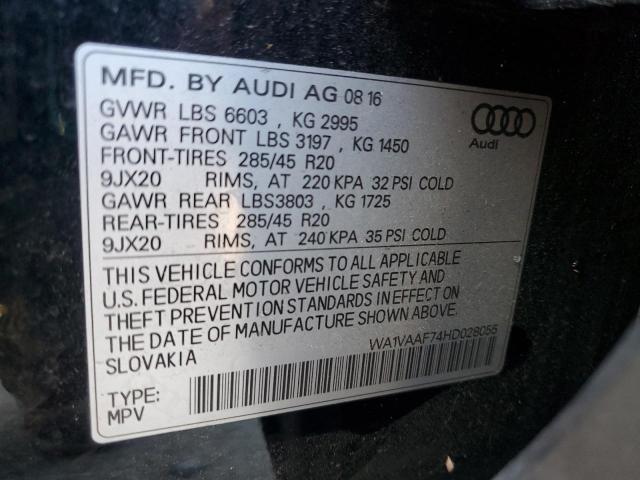 MFD. BY AUDI AG 08 16
GVWR LBS 6603 , KG 2995
GAWR FRONT LBS 3197 , KG 1450
FRONT-TIRES 285/45 R20
9JX20 RIMS, AT 220 KPA 32 PSI COLD
GAWR REAR LBS3803 , KG 1725
REAR-TIRES 285/45 R20
9JX20 RIMS, AT 240 KPA 35 PSI COLD
Audi
THIS VEHICLE CONFORMS TO ALL APPLICABLE
U.S. FEDERAL MOTOR VEHICLE SAFETY AND
THEFT PREVENTION STANDARDS IN EFFECT ON
THE DATE OF MANUFACTURE SHOWN ABOVE.
SLOVAKIA
WA1VAAF74HD028055
TYPE:
MPV